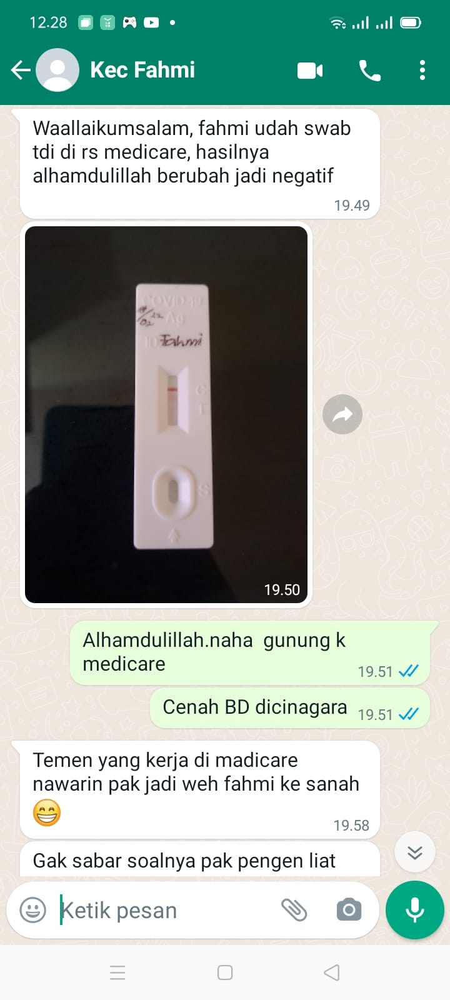 12.28
Kec Fahmi
Waallaikumsalam, fahmi udah swab
tdi di rs medicare, hasilnya
alhamdulillah berubah jadi negatif
19.49
COVID-19
Ag
ID Fahmi
C
T
S
19.50
Alhamdulillah.naha gunung k
medicare
19.51
Cenah BD dicinagara
19.51
Temen yang kerja di madicare
nawarin pak jadi weh fahmi ke sanah
19.58
Gak sabar soalnya pak pengen liat
Ketik pesan